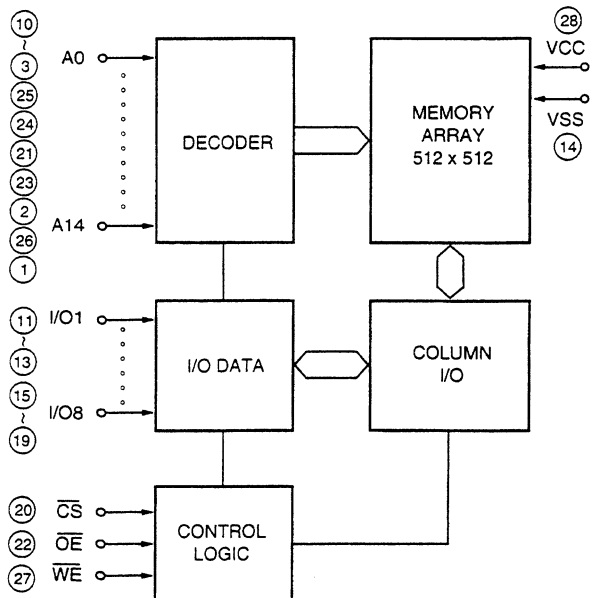 10
~
3
25
24
21
23
2
26
1
A0
A14
DECODER
MEMORY
ARRAY
512 x 512
28
VCC
VSS
14
11
~
13
15
~
19
I/O1
I/O8
I/O DATA
COLUMN
I/O
20
CS
22
OE
27
WE
CONTROL
LOGIC